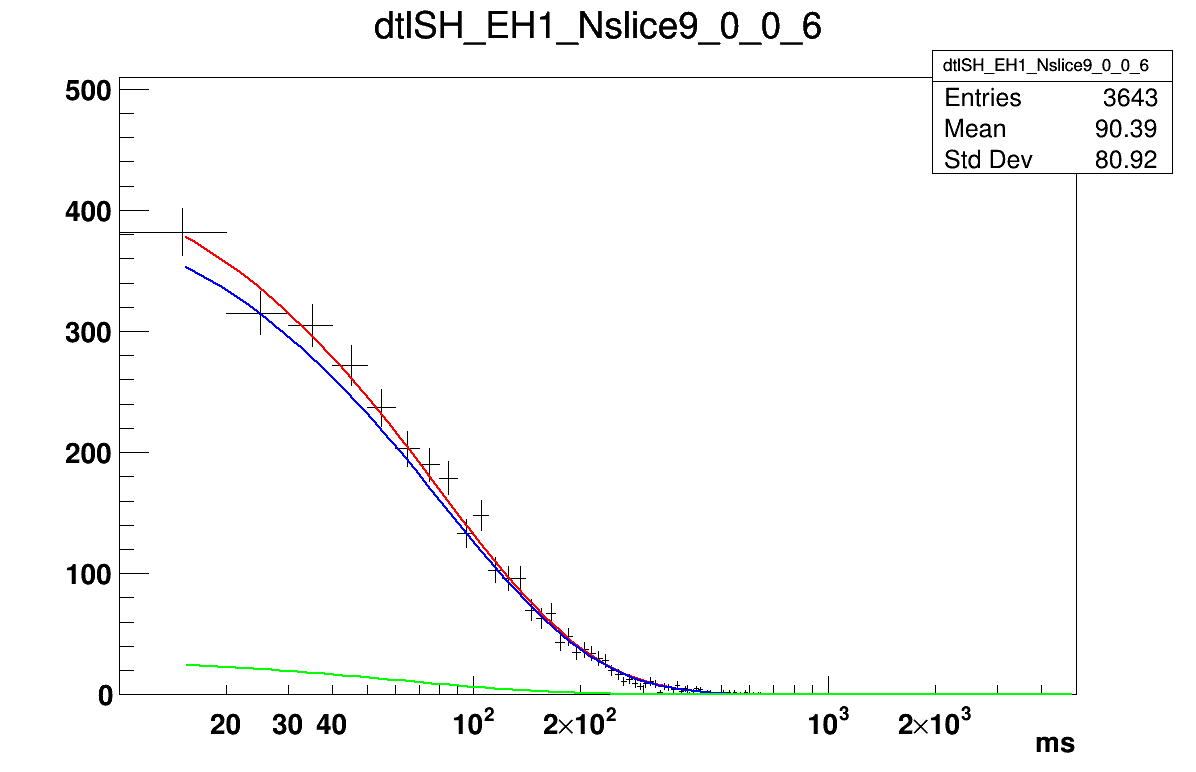 dtISH_EH1_Nslice9_0_0_6
dtISH_EH1_Nslice9_0_0_6
Entries 3643
Mean 90.39
Std Dev 80.92
500
400
300
200
100
0
20 30 40 10² 2×10² 10³ 2×10³
ms